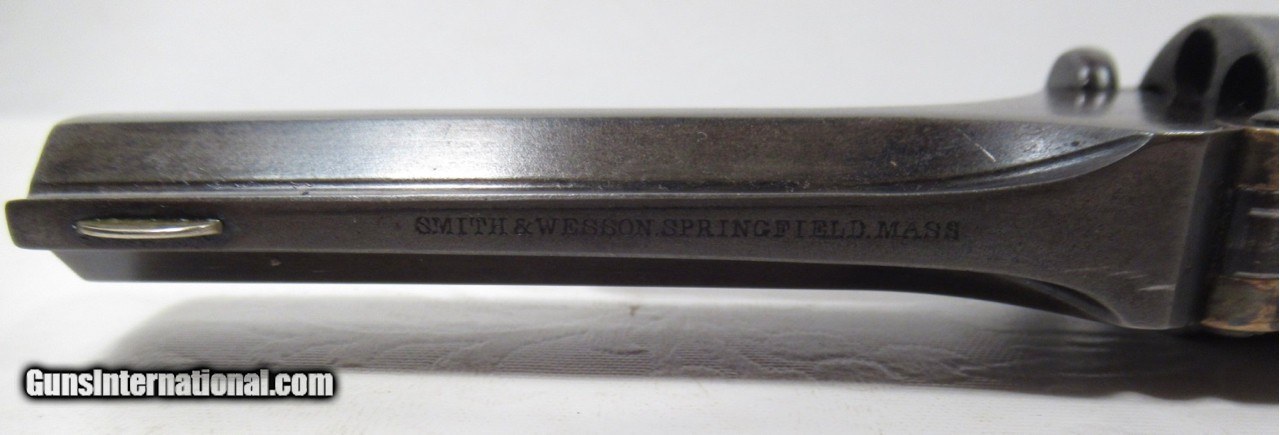 SMITH & WESSON. SPRINGFIELD. MASS
GunsInternational.com